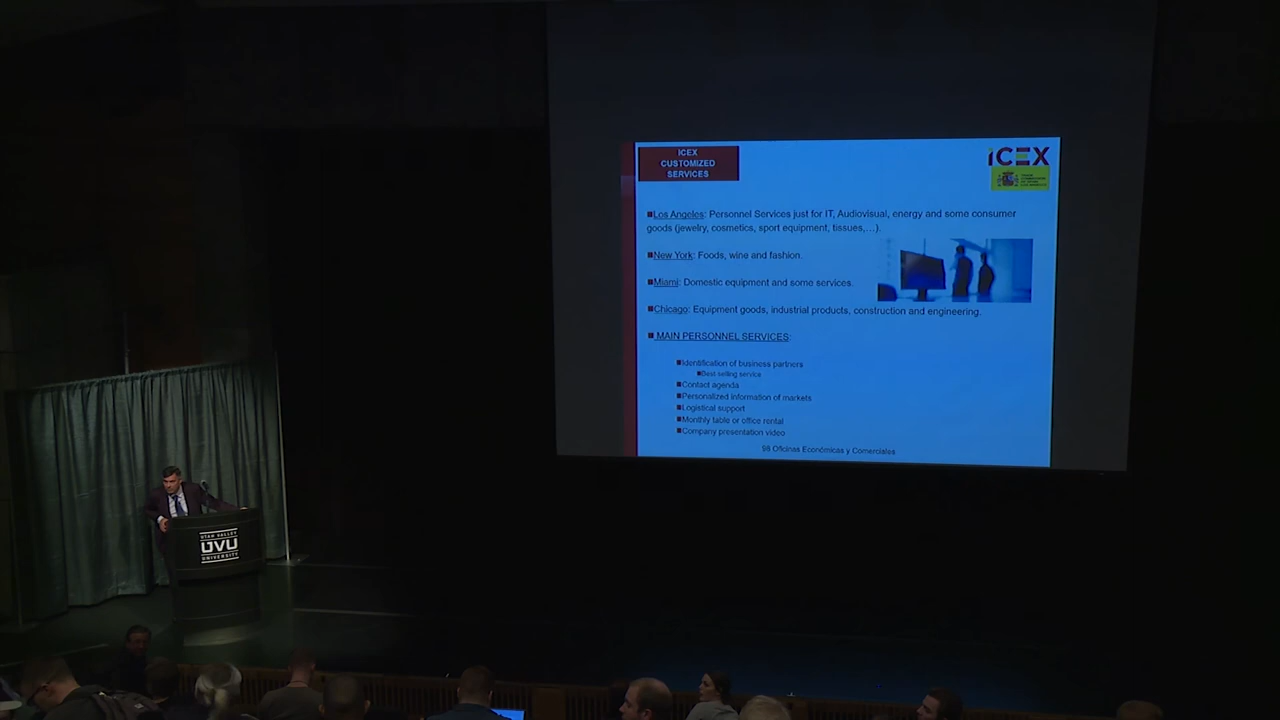 ICEX
CUSTOMIZED
SERVICES
ICEX
■Los Angeles: Personnel Services just for IT, Audiovisual, energy and some consumer
goods (jewelry, cosmetics, sport equipment, tissues,…).
■New York: Foods, wine and fashion.
■Miami: Domestic equipment and some services.
■Chicago: Equipment goods, industrial products, construction and engineering.
■ MAIN PERSONNEL SERVICES:
■Identification of business partners
■Best selling service
■Contact agenda
■Personalized information of markets
■Logistical support
■Monthly table or office rental
■Company presentation video
98 Oficinas Económicas y Comerciales
UTAH VALLEY
UVU
UNIVERSITY